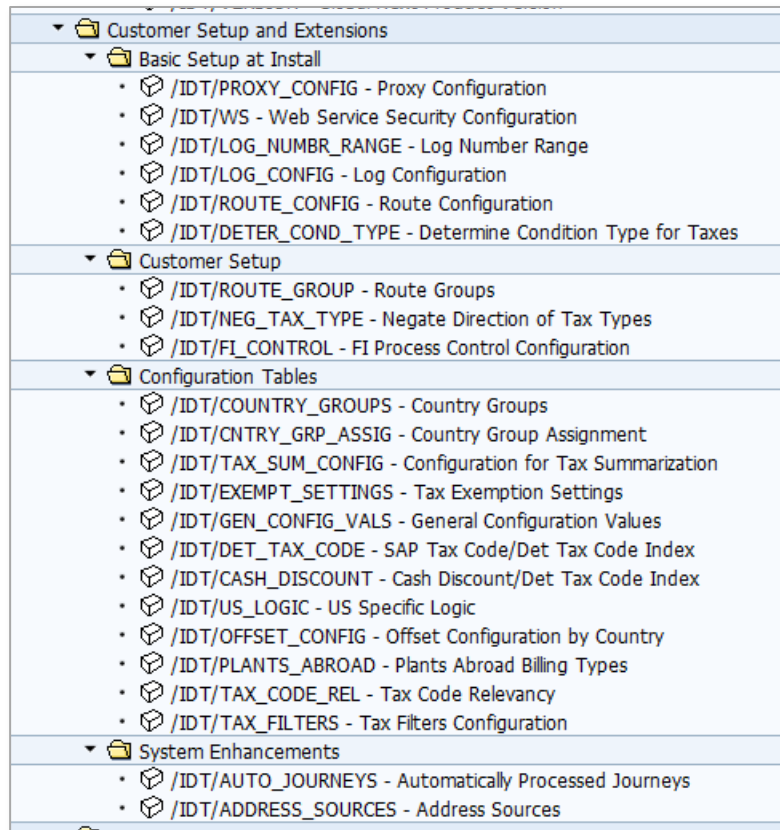 Customer Setup and Extensions
Basic Setup at Install
/IDT/PROXY_CONFIG - Proxy Configuration
/IDT/WS - Web Service Security Configuration
/IDT/LOG_NUMBR_RANGE - Log Number Range
/IDT/LOG_CONFIG - Log Configuration
/IDT/ROUTE_CONFIG - Route Configuration
/IDT/DETER_COND_TYPE - Determine Condition Type for Taxes
Customer Setup
/IDT/ROUTE_GROUP - Route Groups
/IDT/NEG_TAX_TYPE - Negate Direction of Tax Types
/IDT/FI_CONTROL - FI Process Control Configuration
Configuration Tables
/IDT/COUNTRY_GROUPS - Country Groups
/IDT/CNTRY_GRP_ASSIG - Country Group Assignment
/IDT/TAX_SUM_CONFIG - Configuration for Tax Summarization
/IDT/EXEMPT_SETTINGS - Tax Exemption Settings
/IDT/GEN_CONFIG_VALS - General Configuration Values
/IDT/DET_TAX_CODE - SAP Tax Code/Det Tax Code Index
/IDT/CASH_DISCOUNT - Cash Discount/Det Tax Code Index
/IDT/US_LOGIC - US Specific Logic
/IDT/OFFSET_CONFIG - Offset Configuration by Country
/IDT/PLANTS_ABROAD - Plants Abroad Billing Types
/IDT/TAX_CODE_REL - Tax Code Relevancy
/IDT/TAX_FILTERS - Tax Filters Configuration
System Enhancements
/IDT/AUTO_JOURNEYS - Automatically Processed Journeys
/IDT/ADDRESS_SOURCES - Address Sources